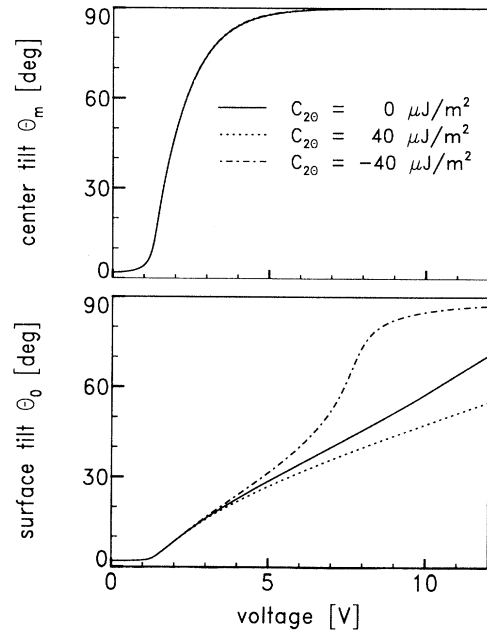 90
60
30
0
center tilt Θm [deg]
C2Θ = 0 μJ/m²
C2Θ = 40 μJ/m²
C2Θ = −40 μJ/m²
90
60
30
0
surface tilt Θ0 [deg]
0 5 10
voltage [V]